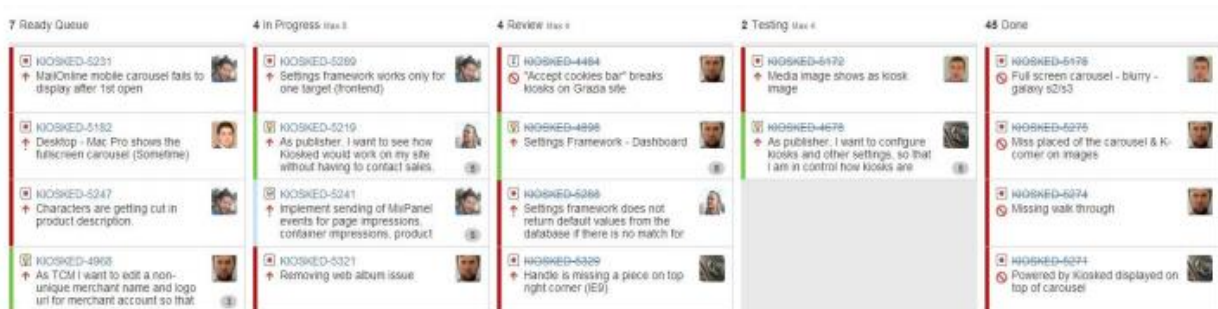 7 Ready Queue
KIOSKED-5231
MailOnline mobile carousel fails to
display after 1st open
KIOSKED-5182
Desktop - Mac Pro shows the
fullscreen carousel (Sometime)
KIOSKED-5247
Characters are getting cut in
product description.
KIOSKED-4968
As TCM I want to edit a non-
unique merchant name and logo
url for merchant account so that
3
4 In Progress Max 5
KIOSKED-5289
Settings framework works only for
one target (frontend)
KIOSKED-5219
As publisher, I want to see how
Kiosked would work on my site
without having to contact sales.
KIOSKED-5241
Implement sending of MixPanel
events for page impressions,
container impressions, product
5
KIOSKED-5321
Removing web album issue
4 Review
KIOSKED-4484
"Accept cookies bar" breaks
kiosks on Grazia site
KIOSKED-4898
Settings Framework - Dashboard
KIOSKED-5286
Settings framework does not
return default values from the
database if there is no match for
KIOSKED-5329
Handle is missing a piece on top
right corner (IE9)
2 Testing
KIOSKED-5172
Media image shows as kiosk
image
KIOSKED-4678
As publisher, I want to configure
kiosks and other settings, so that
I am in control how kiosks are
45 Done
KIOSKED-5176
Full screen carousel - blurry -
galaxy s2/s3
KIOSKED-5275
Miss placed of the carousel & K-
corner on images
KIOSKED-5274
Missing walk through
KIOSKED-5271
Powered by Kiosked displayed on
top of carousel